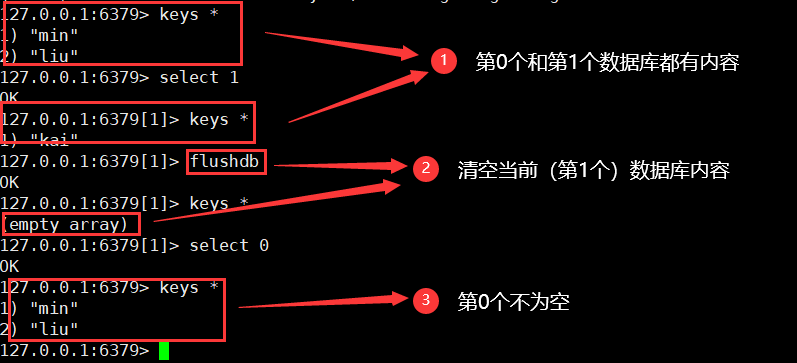 127.0.0.1:6379> keys *
1) "min"
2) "liu"
127.0.0.1:6379> select 1
OK
127.0.0.1:6379[1]> keys *
1) "kai"
127.0.0.1:6379[1]> flushdb
OK
127.0.0.1:6379[1]> keys *
(empty array)
127.0.0.1:6379[1]> select 0
OK
127.0.0.1:6379> keys *
1) "min"
2) "liu"
127.0.0.1:6379>
1 第0个和第1个数据库都有内容
2 清空当前（第1个）数据库内容
3 第0个不为空